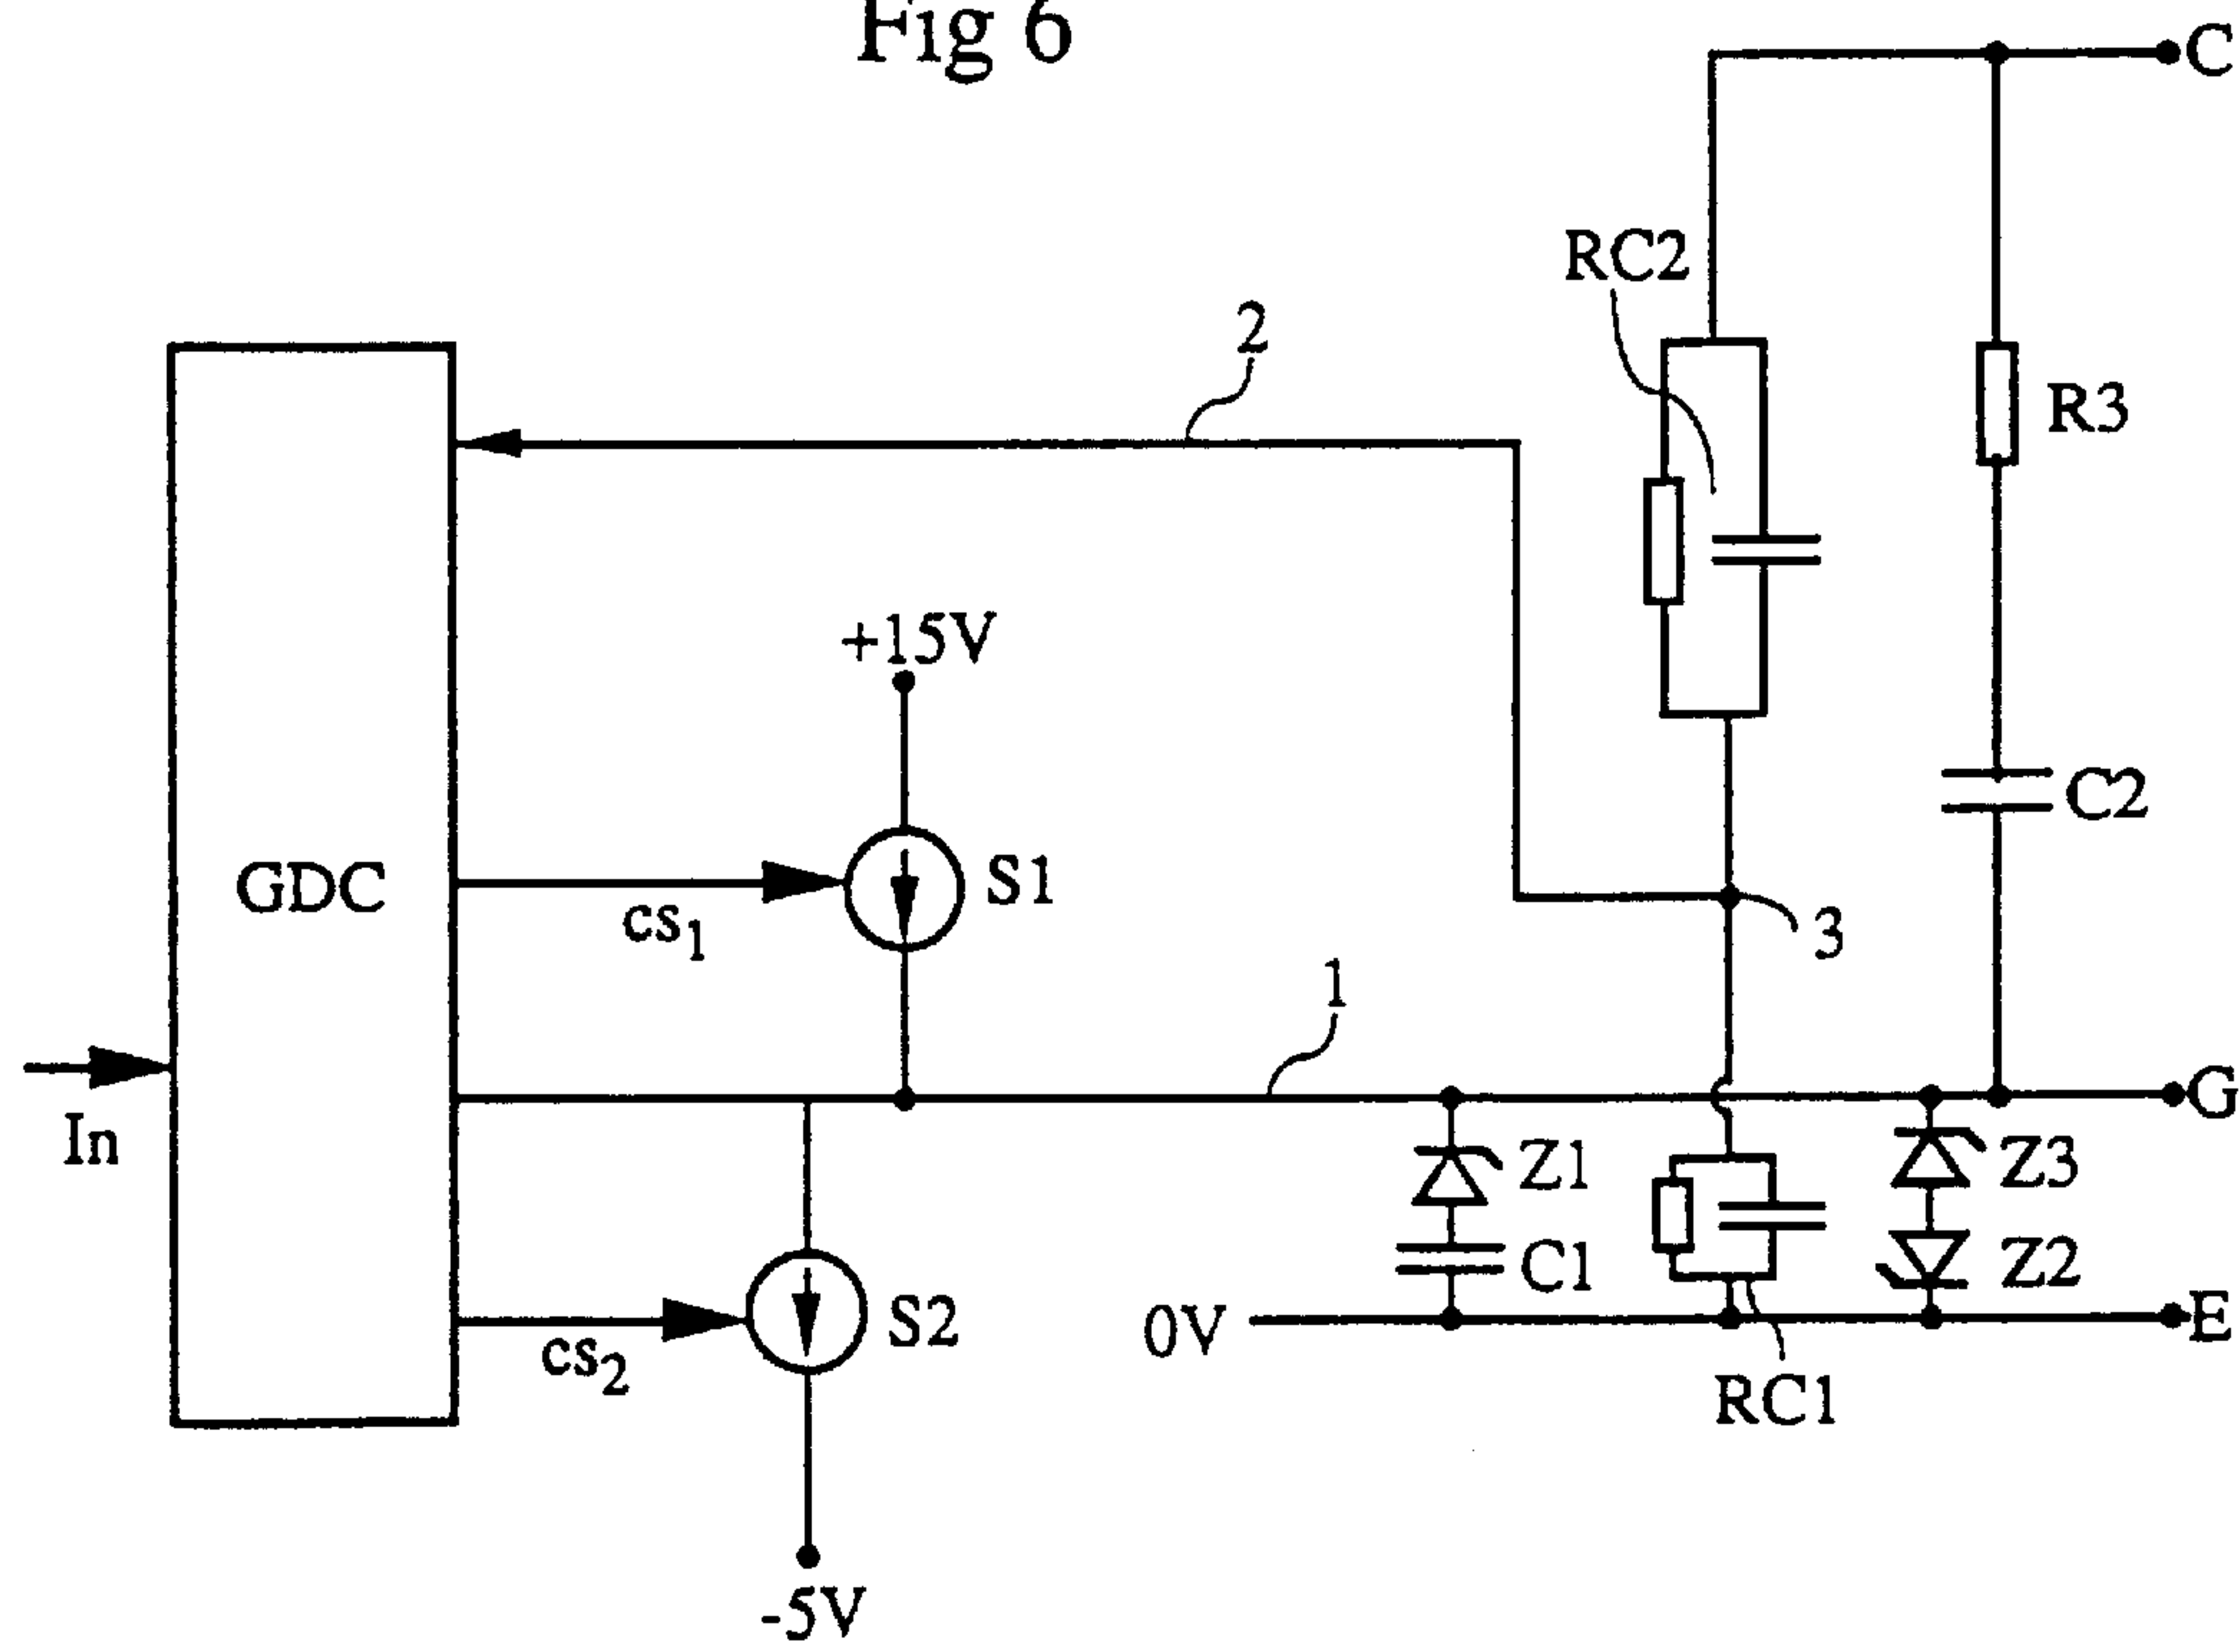 Fig 6
C
RC2
2
R3
+15V
C2
GDC
S1
cs1
3
1
In
G
Z1
Z3
C1
Z2
S2
0V
E
cs2
RC1
-5V